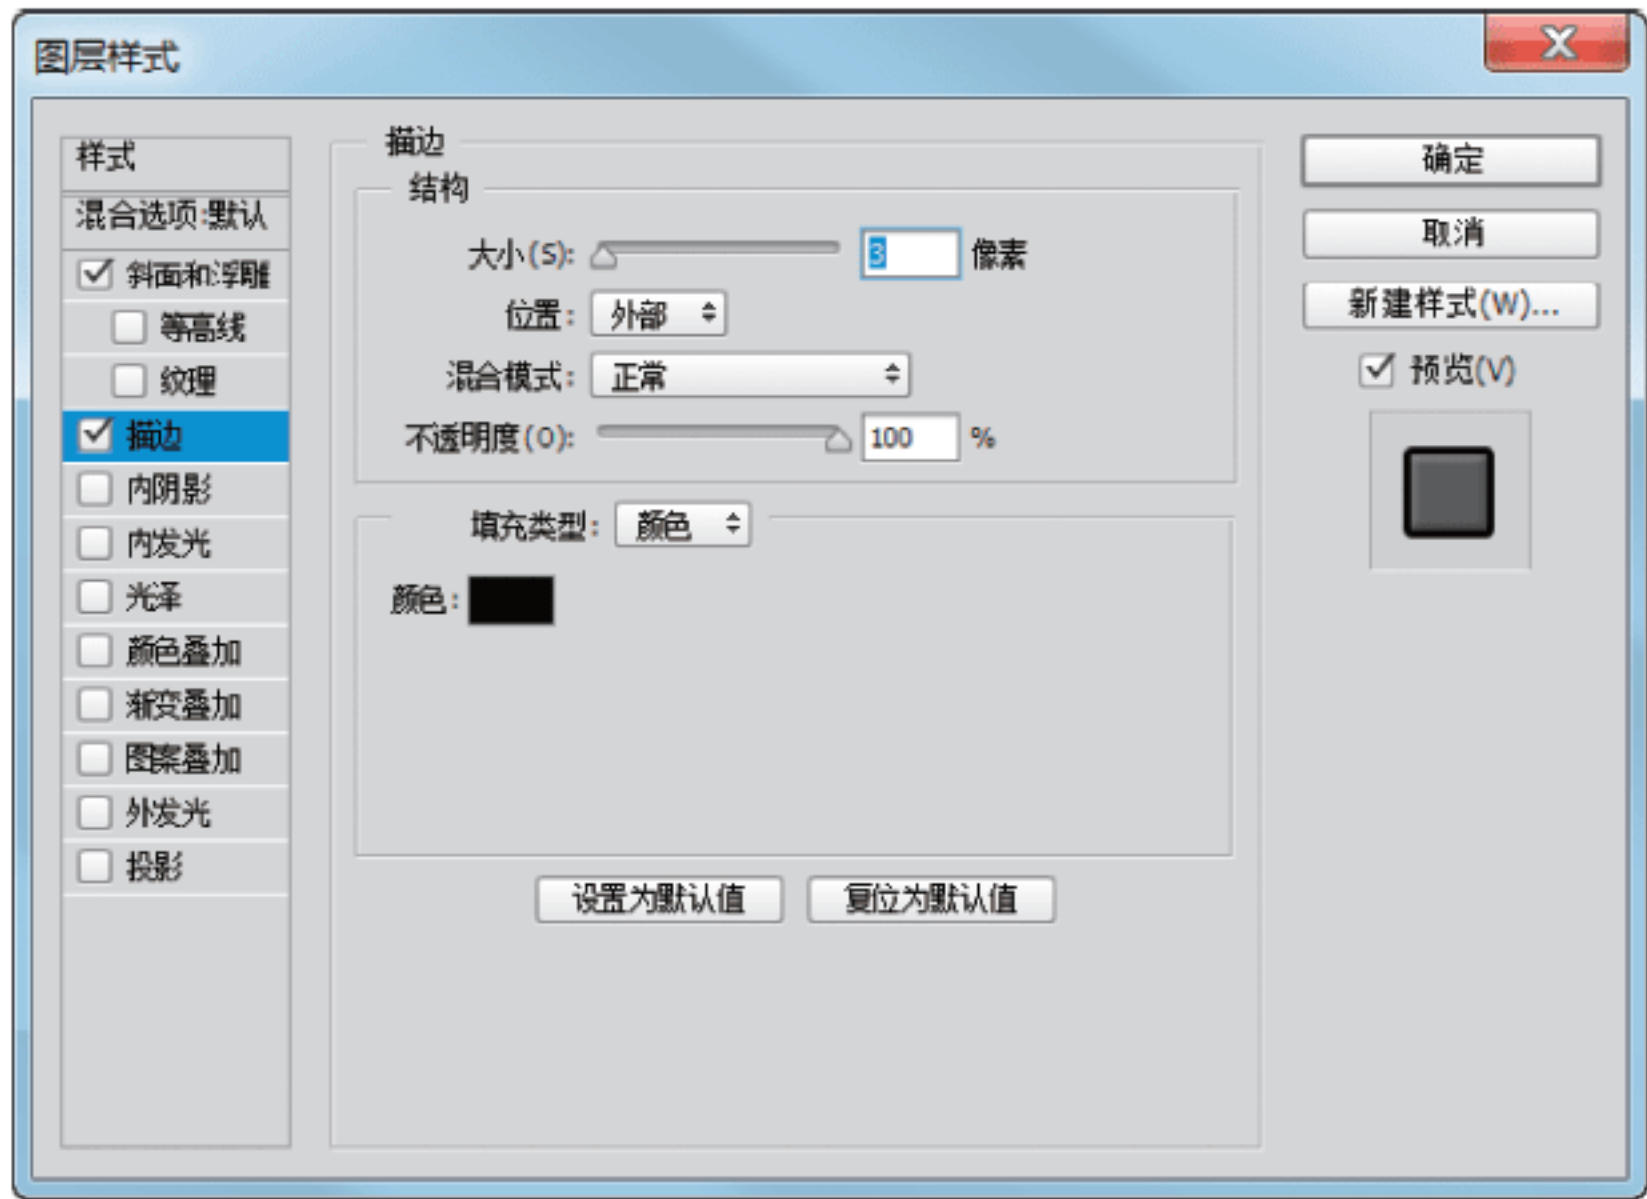 图层样式
样式
混合选项:默认
斜面和浮雕
等高线
纹理
描边
内阴影
内发光
光泽
颜色叠加
渐变叠加
图案叠加
外发光
投影
描边
结构
大小(S): 3 像素
位置: 外部
混合模式: 正常
不透明度(O): 100 %
填充类型: 颜色
颜色:
设置为默认值 复位为默认值
确定
取消
新建样式(W)...
预览(V)